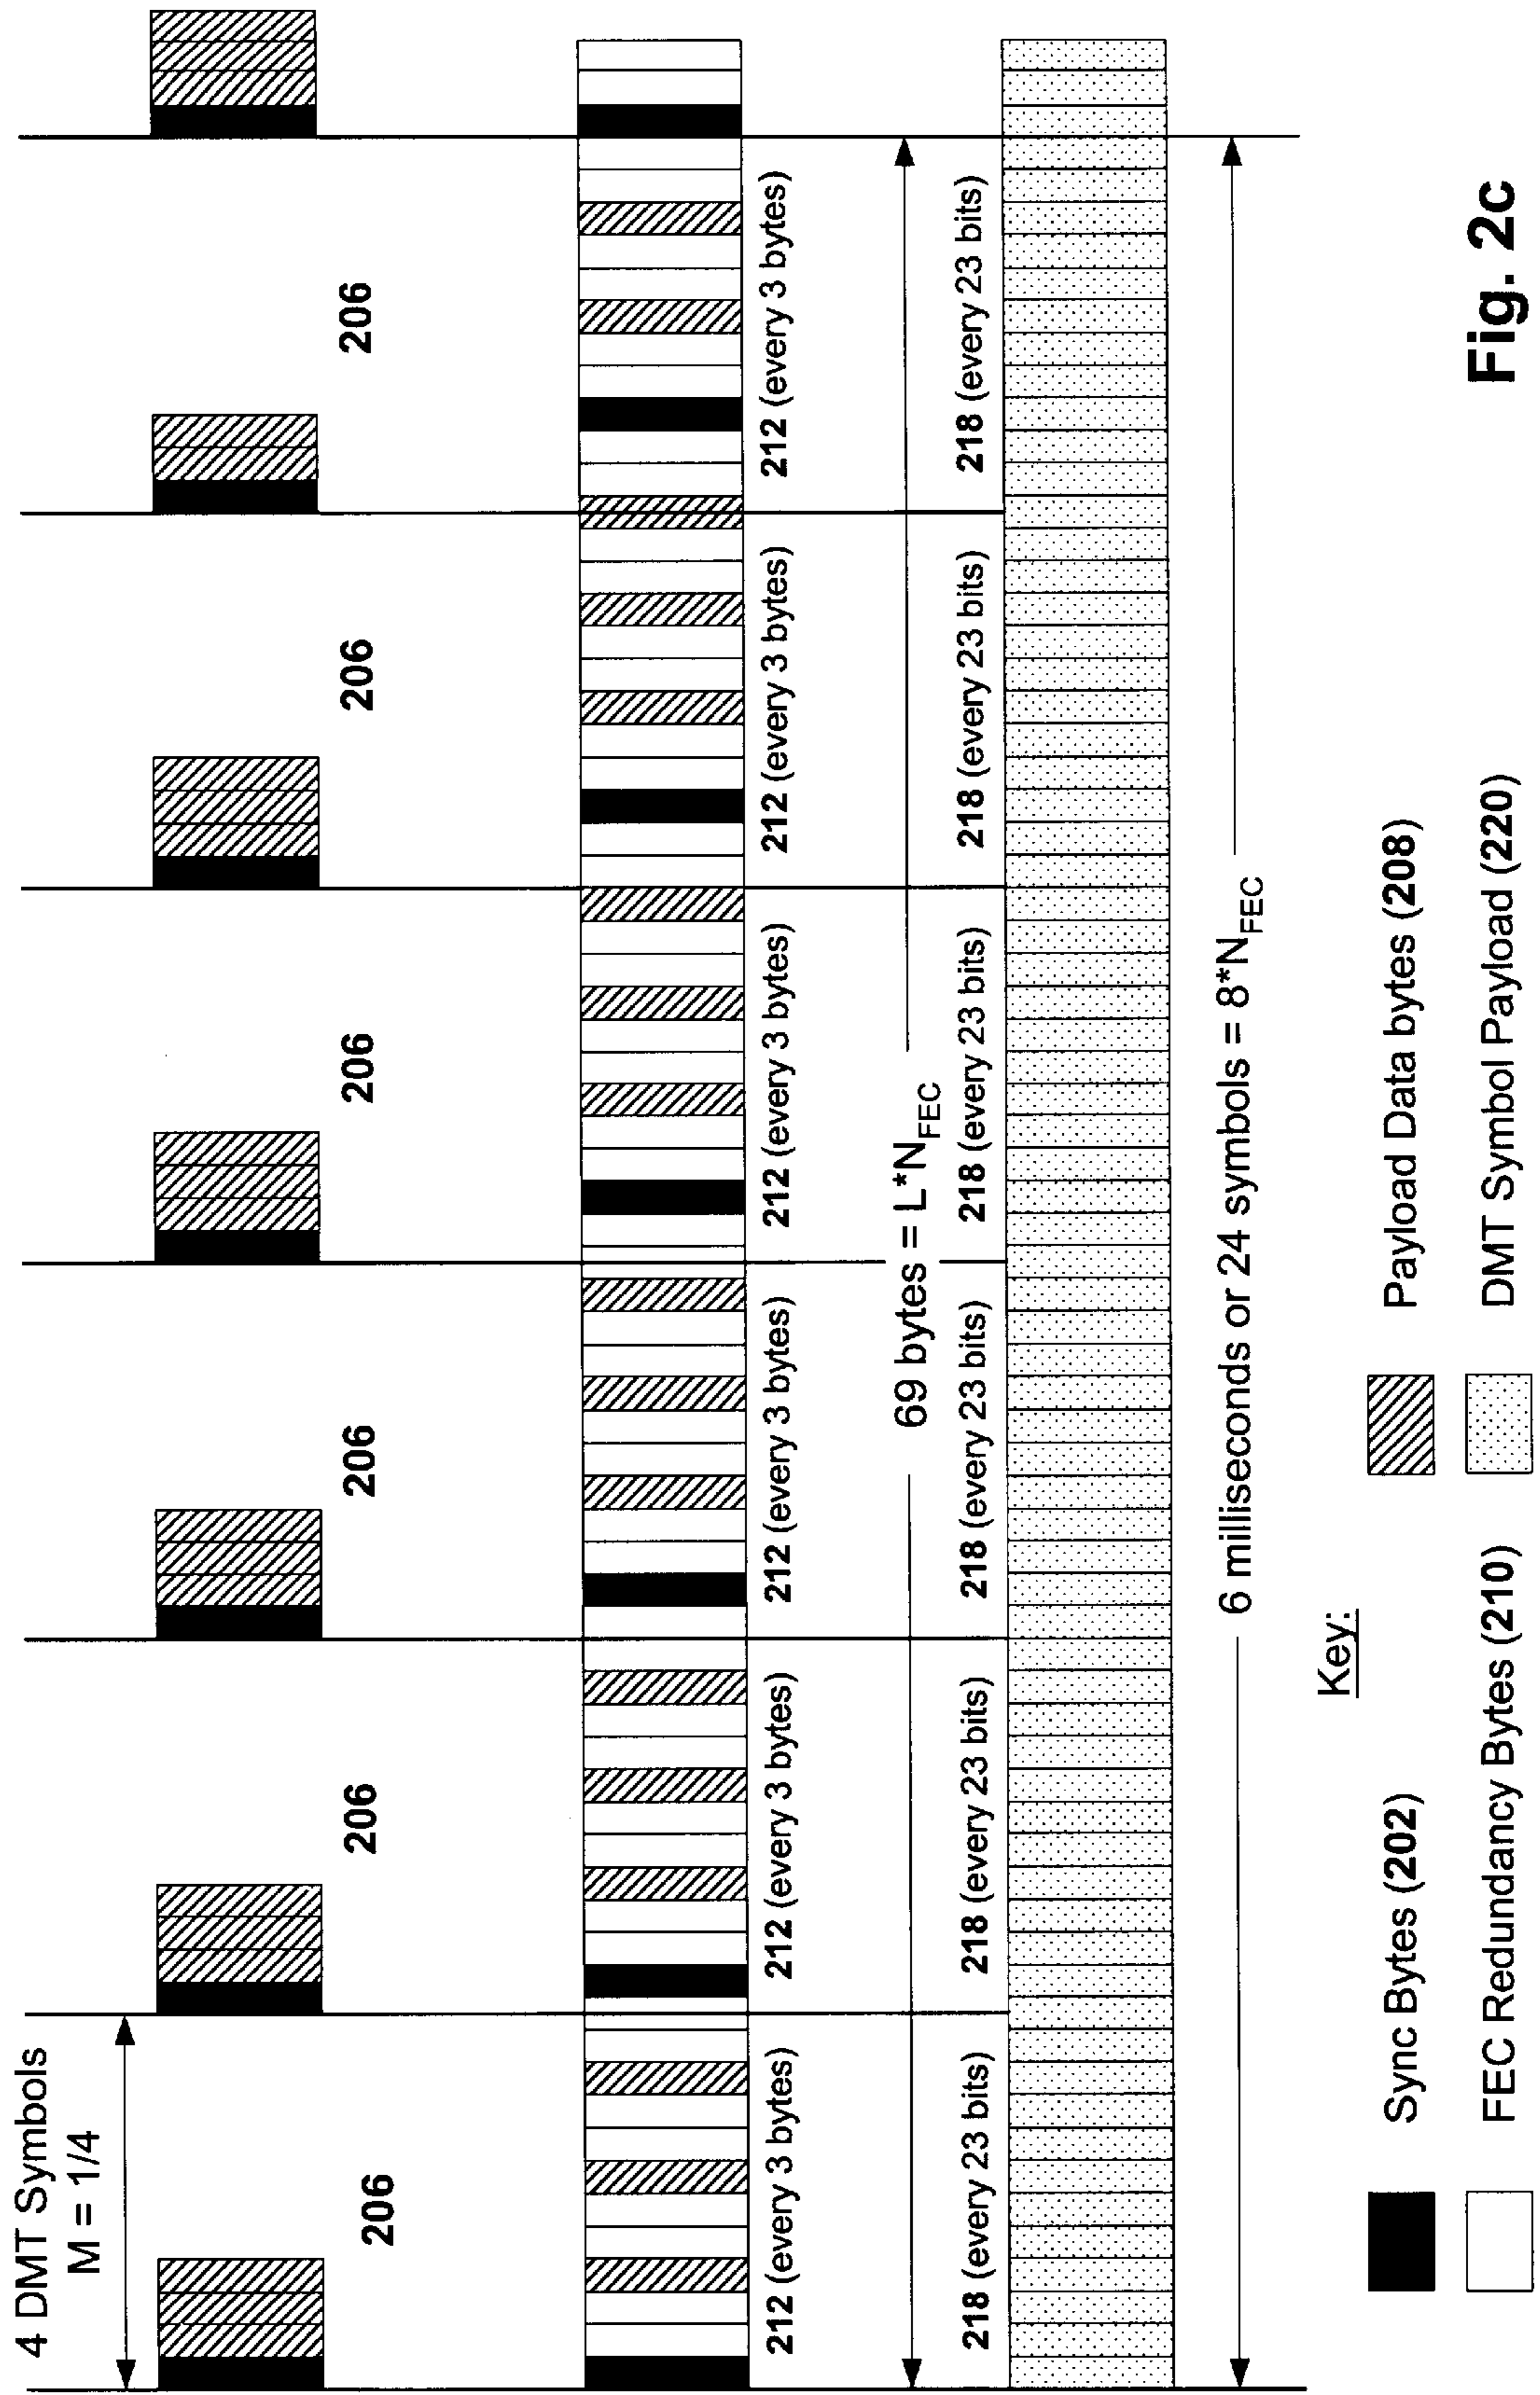 4 DMT Symbols
M = 1/4
206
206
206
206
206
206
212 (every 3 bytes)
212 (every 3 bytes)
212 (every 3 bytes)
212 (every 3 bytes)
212 (every 3 bytes)
212 (every 3 bytes)
69 bytes = L*NFEC
218 (every 23 bits)
218 (every 23 bits)
218 (every 23 bits)
218 (every 23 bits)
218 (every 23 bits)
218 (every 23 bits)
6 milliseconds or 24 symbols = 8*NFEC
Key:
Sync Bytes (202)
Payload Data bytes (208)
FEC Redundancy Bytes (210)
DMT Symbol Payload (220)
Fig. 2c